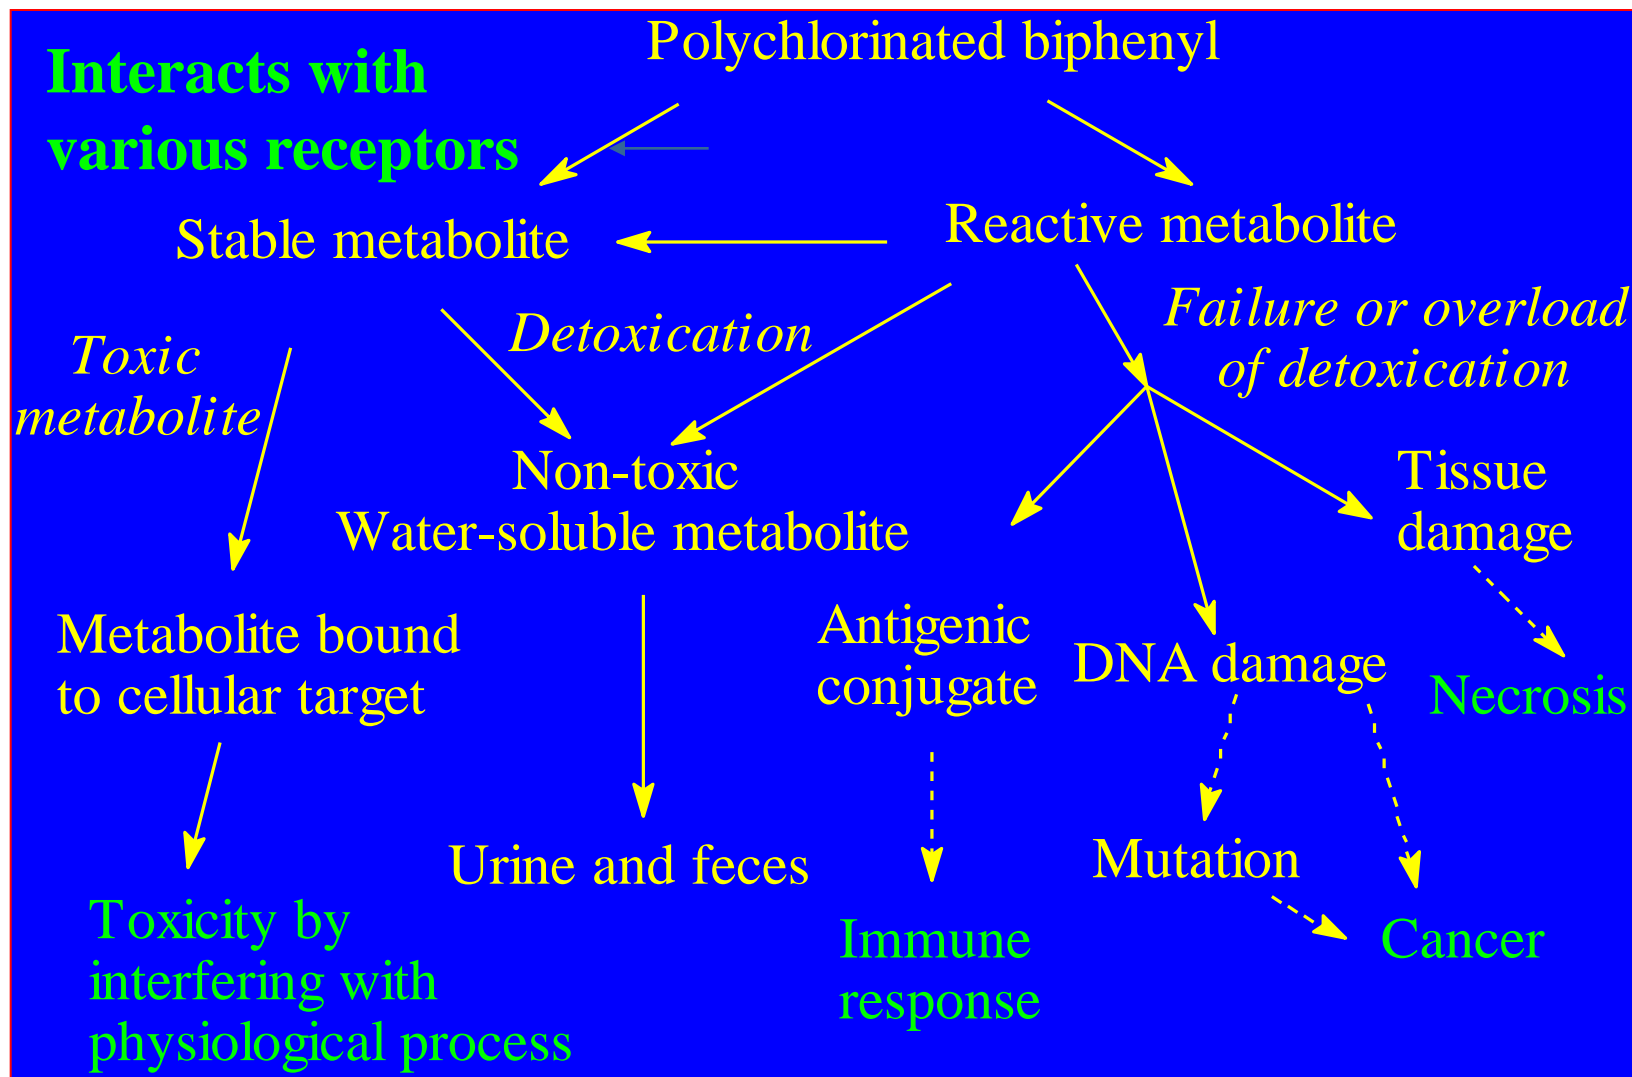 Polychlorinated biphenyl
Interacts with
various receptors
Stable metabolite
Reactive metabolite
Toxic
metabolite
Detoxication
Failure or overload
of detoxication
Non-toxic
Water-soluble metabolite
Tissue
damage
Metabolite bound
to cellular target
Antigenic
conjugate
DNA damage
Necrosis
Urine and feces
Mutation
Toxicity by
interfering with
physiological process
Immune
response
Cancer